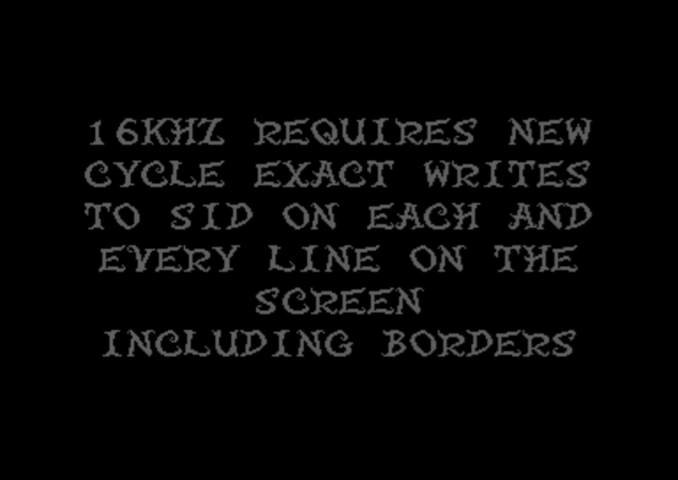 16KHZ REQUIRES NEW
CYCLE EXACT WRITES
TO SID ON EACH AND
EVERY LINE ON THE
SCREEN
INCLUDING BORDERS